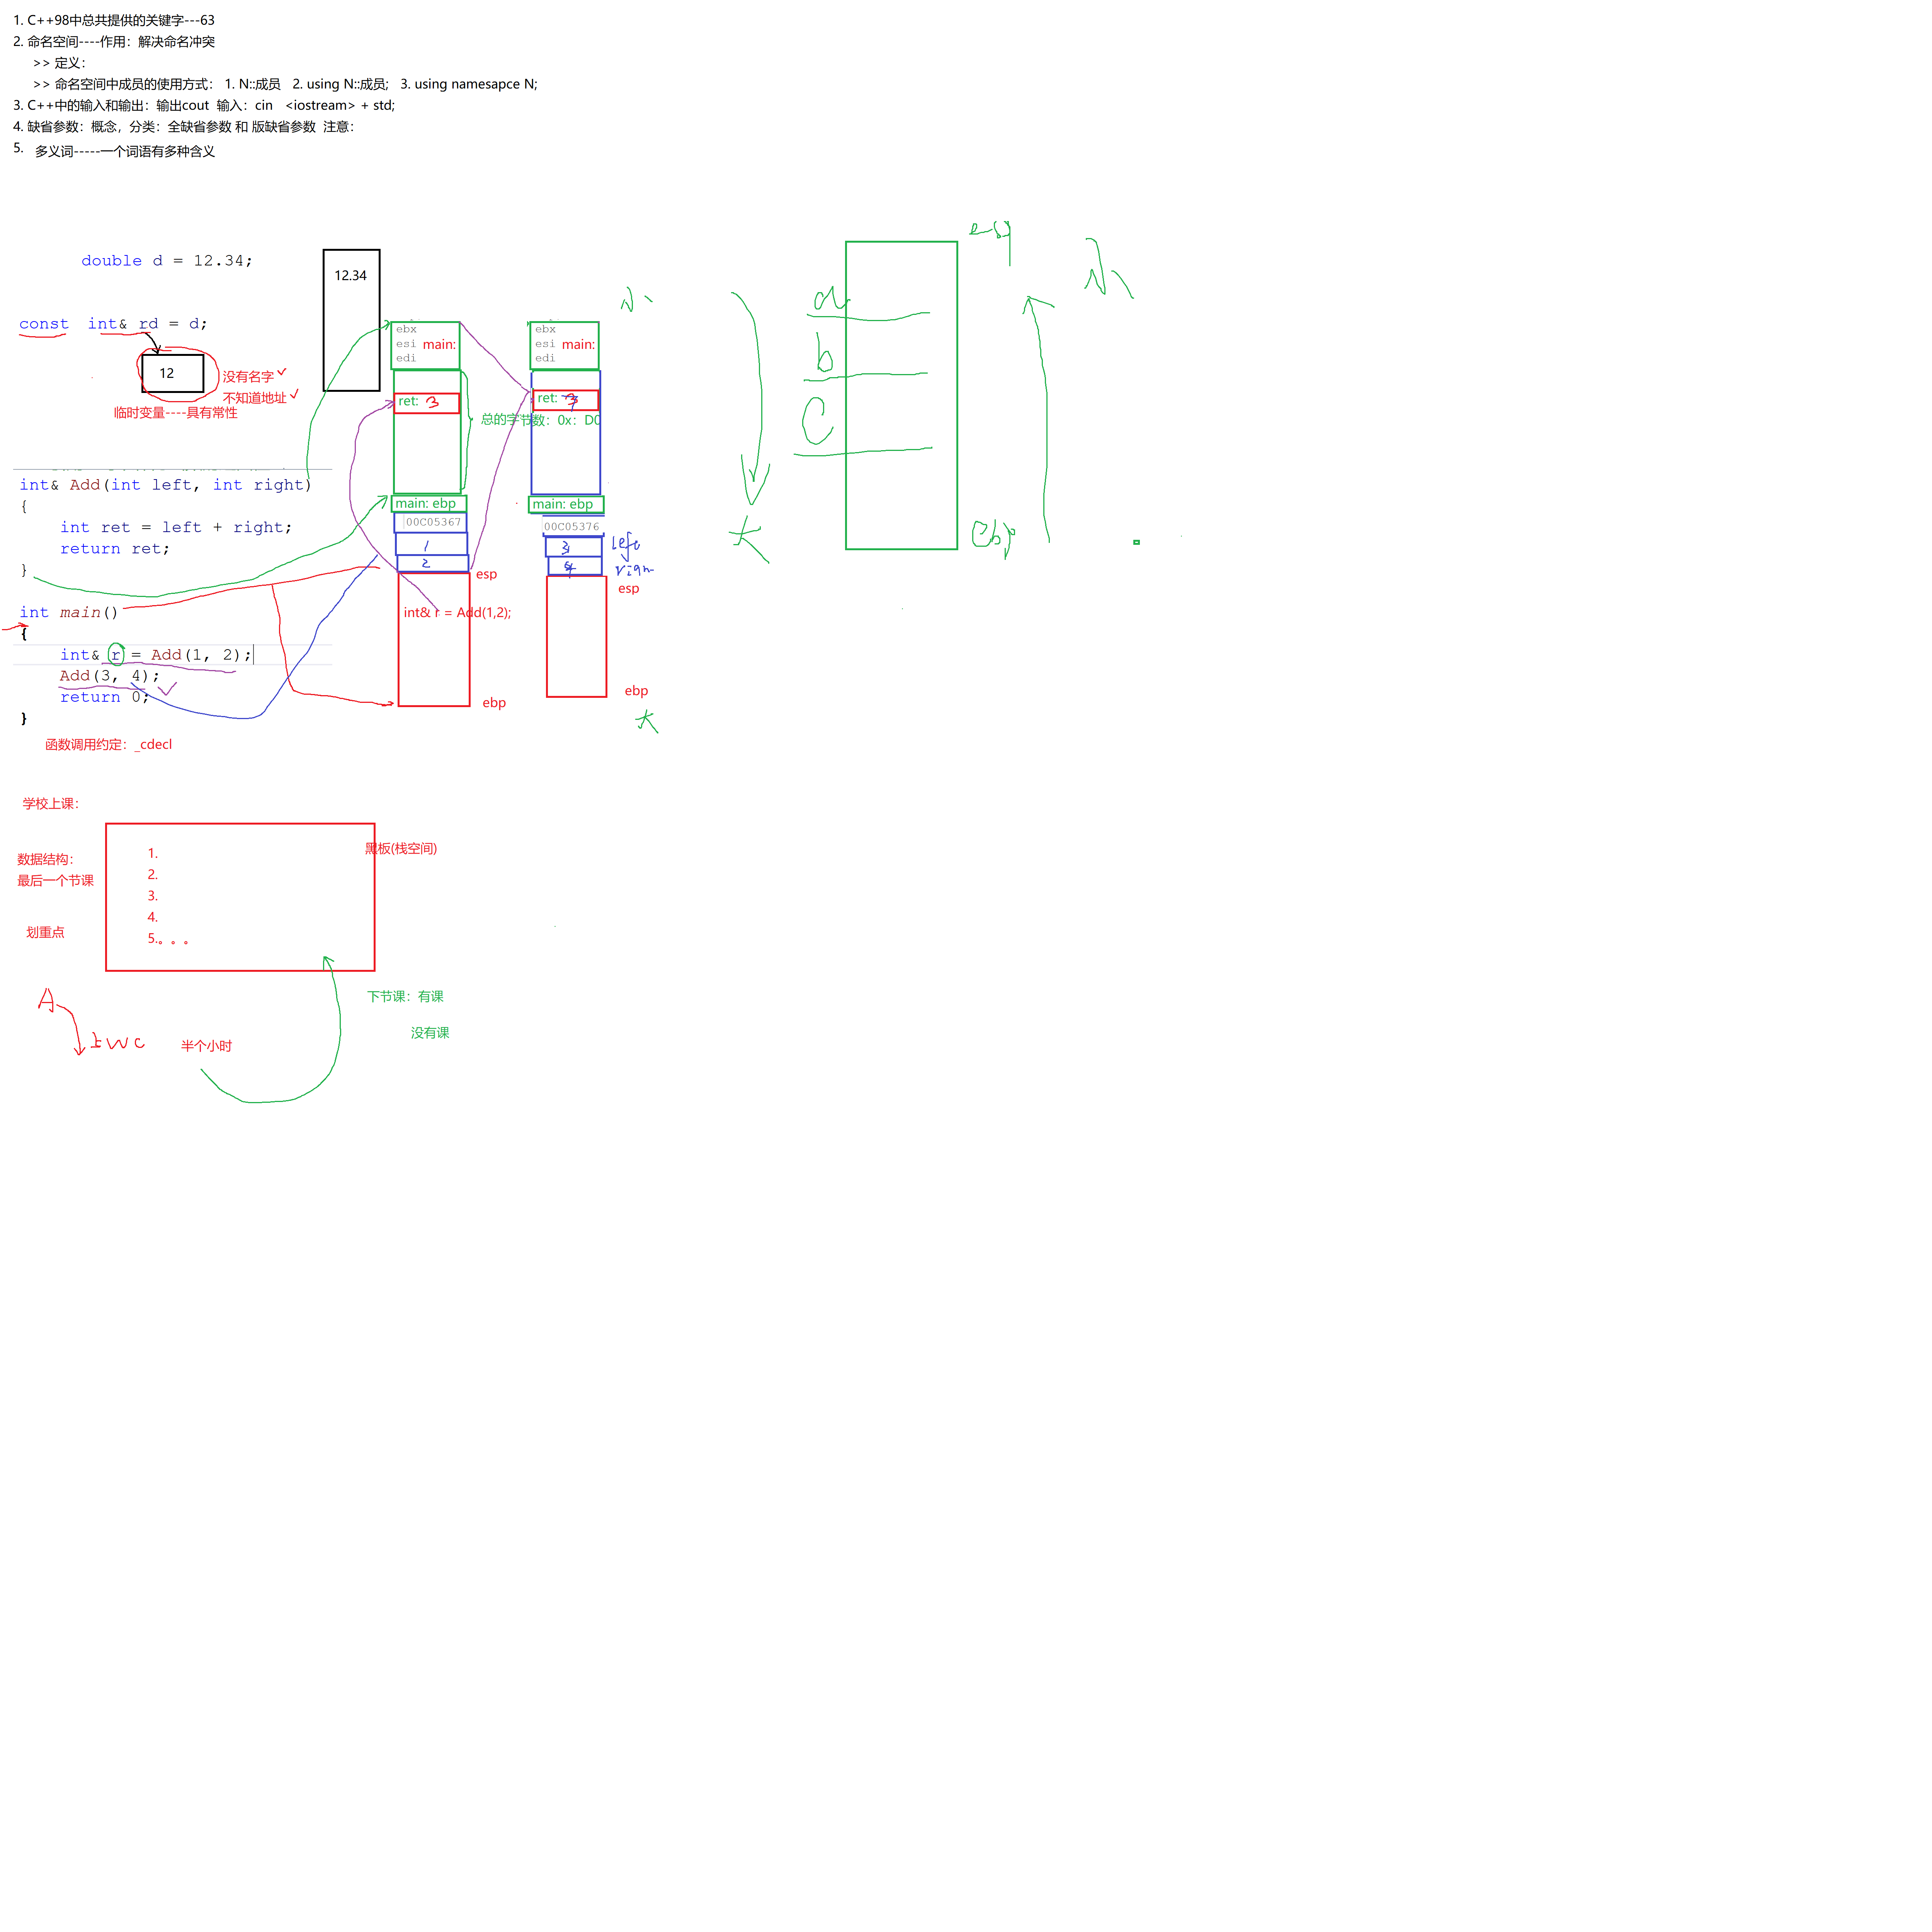 1. C++98中总共提供的关键字---63
2. 命名空间----作用：解决命名冲突
>> 定义：
>> 命名空间中成员的使用方式： 1. N::成员 2. using N::成员; 3. using namesapce N;
3. C++中的输入和输出：输出cout 输入：cin <iostream> + std;
4. 缺省参数：概念，分类：全缺省参数 和 版缺省参数 注意：
5. 多义词-----一个词语有多种含义
double d = 12.34;
12.34
const int& rd = d;
12
没有名字
不知道地址
临时变量----具有常性
int& Add(int left, int right)
{
int ret = left + right;
return ret;
}
int main()
{
int& r = Add(1, 2);
Add(3, 4);
return 0;
}
函数调用约定：_cdecl
ebx
esi main:
edi
ret: 3
总的字节数：0x：D0
main: ebp
00C05367
1
2
esp
int& r = Add(1,2);
ebp
小
ebx
esi main:
edi
ret: 7
main: ebp
00C05376
3 left
4
esp
ebp
大
大
esp
小
a
b
C
ebp
学校上课：
黑板(栈空间)
数据结构：
最后一个节课
划重点
1.
2.
3.
4.
5.。。。
A
WC
半个小时
下节课：有课
没有课